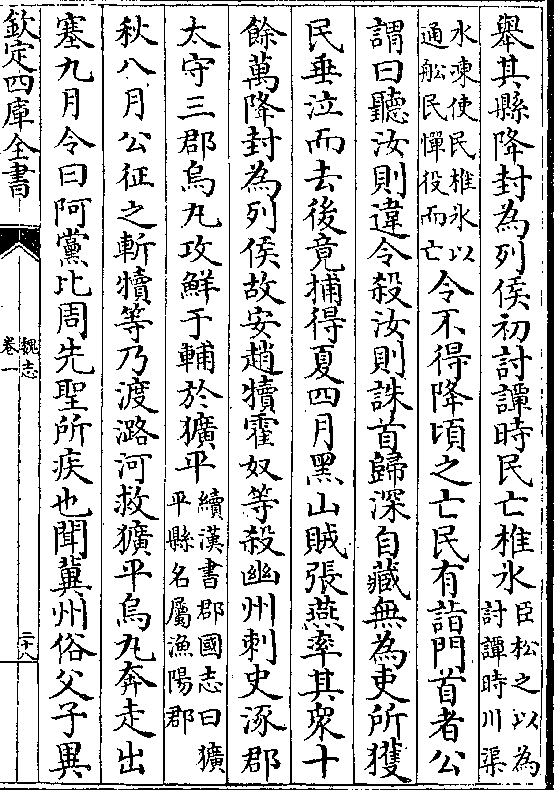 舉其縣降封為列侯初討譚時民亡椎氷臣松之以為討譚時川渠
水凍使民椎氷以通船民憚役而亡令不得降頃之亡民有詣門首者公
謂曰聽汝則違令殺汝則誅首歸深自藏無為吏所獲
民垂泣而去後竟捕得夏四月黑山賊張燕率其衆十
餘萬降封為列侯故安趙犢霍奴等殺幽州刺史涿郡
太守三郡烏丸攻鮮于輔於獷平續漢書郡國志曰獷平縣名屬漁陽郡
秋八月公征之斬犢等乃渡潞河救獷平烏丸奔走出
塞九月令曰阿黨比周先聖所疾也聞冀州俗父子異
欽定四庫全書
魏志
卷一
二十八